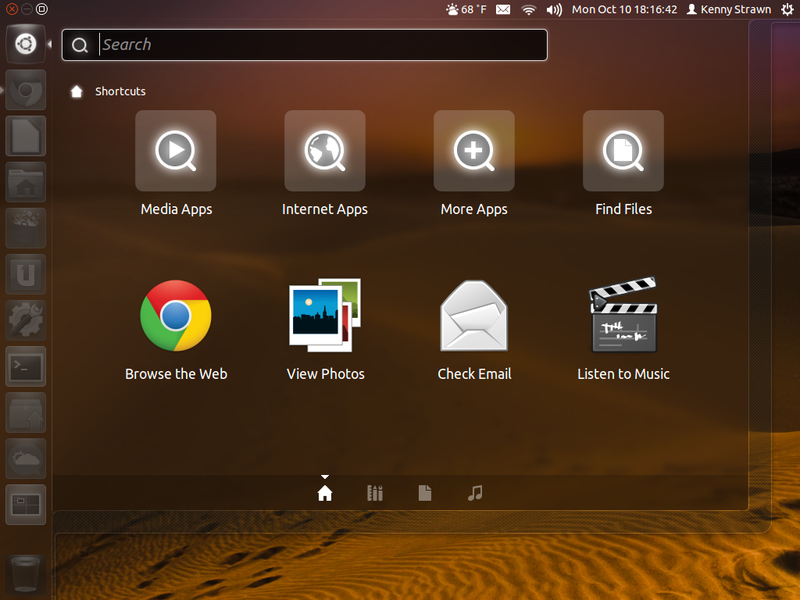 68 °F Mon Oct 10 18:16:42 Kenny Strawn
Search
Shortcuts
Media Apps Internet Apps More Apps Find Files
Browse the Web View Photos Check Email Listen to Music